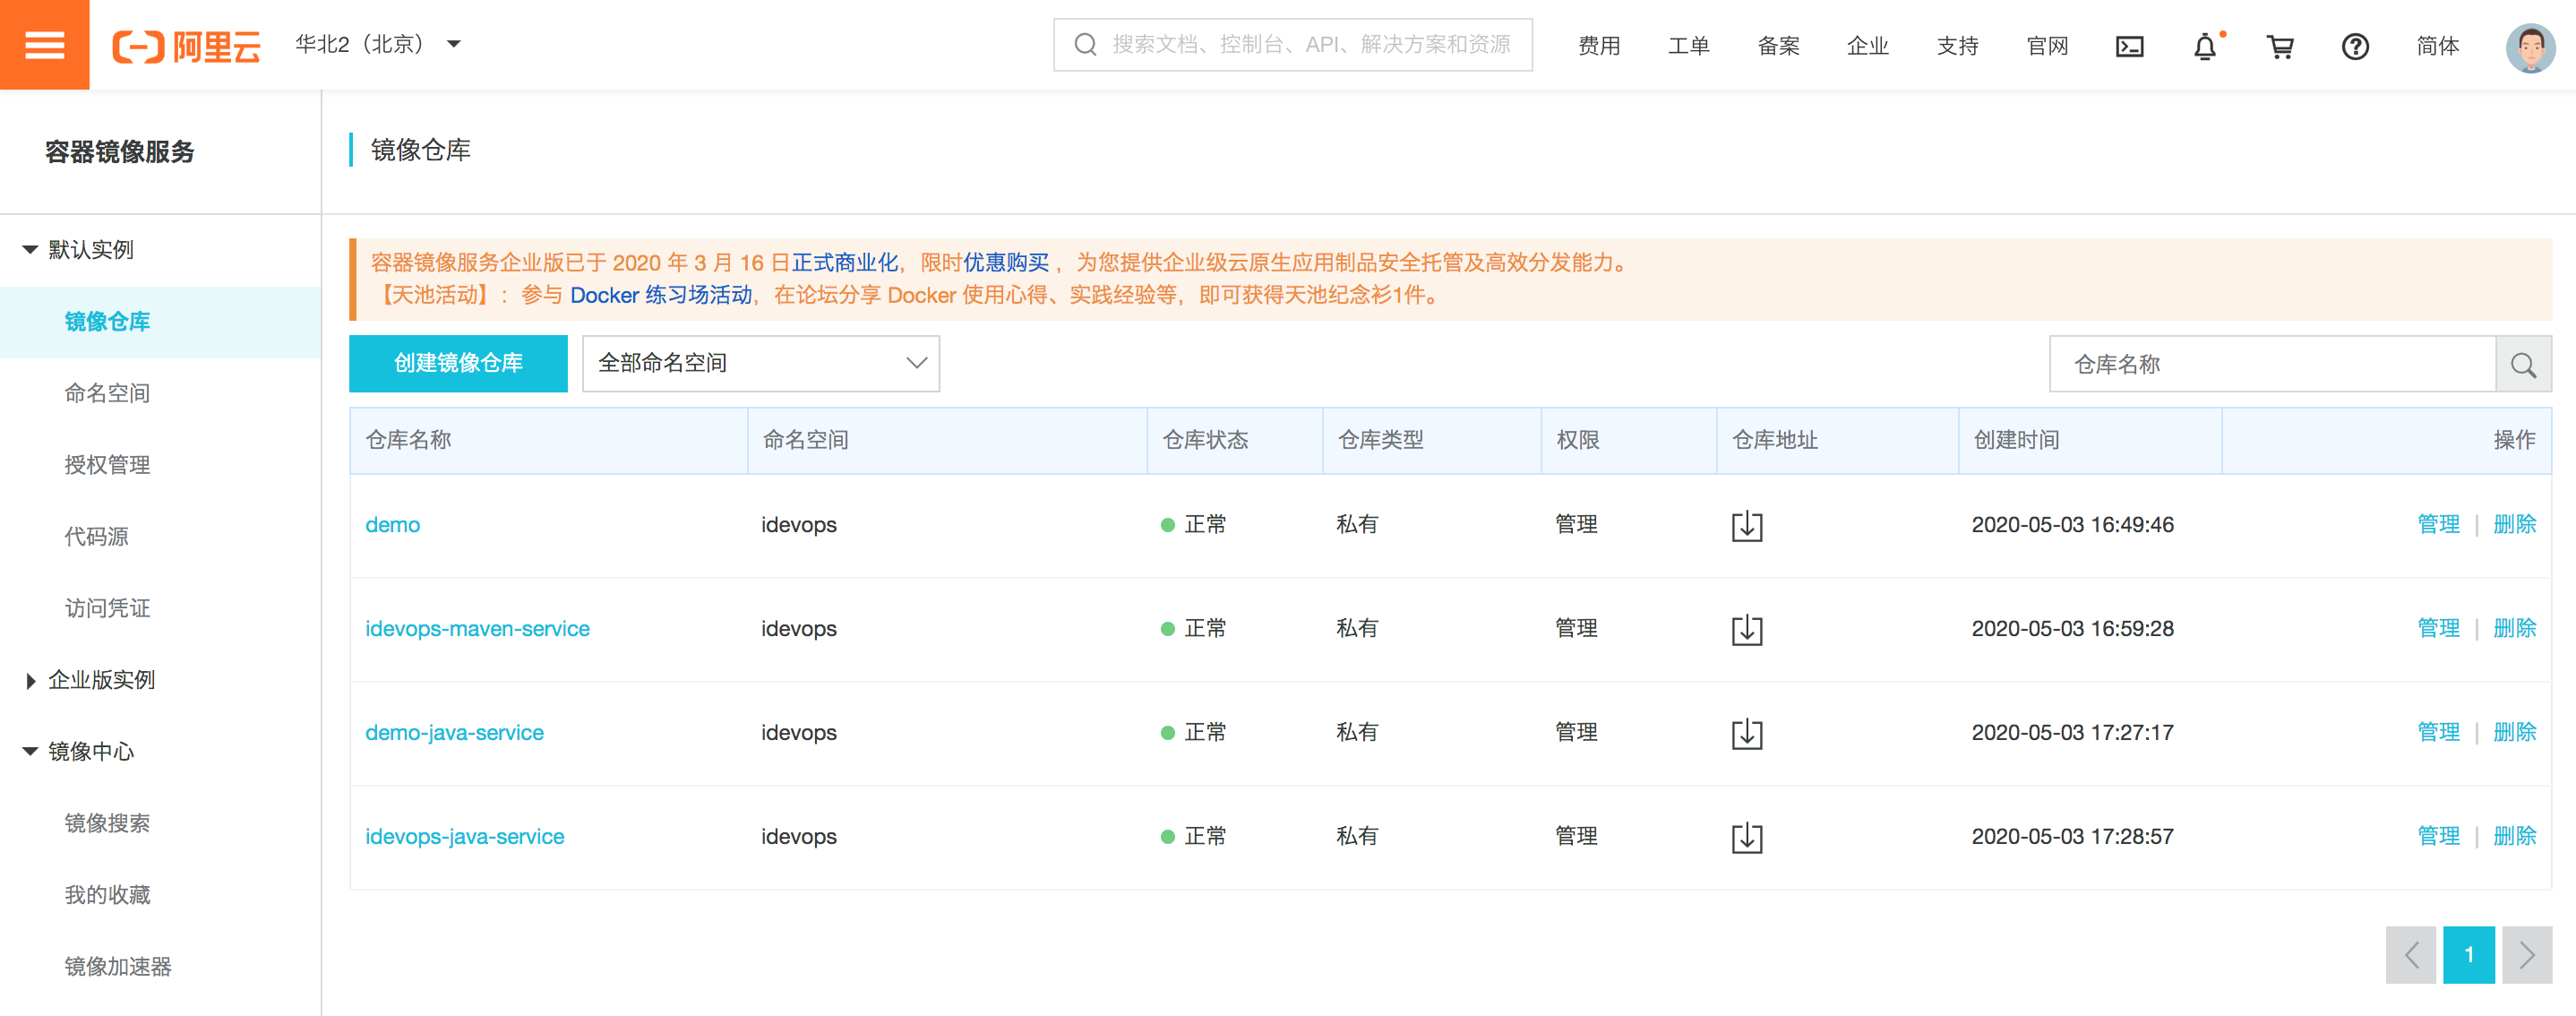 阿里云 华北2（北京） 搜索文档、控制台、API、解决方案和资源 费用 工单 备案 企业 支持 官网 简体
容器镜像服务
默认实例
镜像仓库
命名空间
授权管理
代码源
访问凭证
企业版实例
镜像中心
镜像搜索
我的收藏
镜像加速器
镜像仓库
容器镜像服务企业版已于 2020 年 3 月 16 日正式商业化，限时优惠购买 ，为您提供企业级云原生应用制品安全托管及高效分发能力。
【天池活动】：参与 Docker 练习场活动，在论坛分享 Docker 使用心得、实践经验等，即可获得天池纪念衫1件。
创建镜像仓库 全部命名空间 仓库名称
仓库名称 命名空间 仓库状态 仓库类型 权限 仓库地址 创建时间 操作
demo idevops 正常 私有 管理 2020-05-03 16:49:46 管理 | 删除
idevops-maven-service idevops 正常 私有 管理 2020-05-03 16:59:28 管理 | 删除
demo-java-service idevops 正常 私有 管理 2020-05-03 17:27:17 管理 | 删除
idevops-java-service idevops 正常 私有 管理 2020-05-03 17:28:57 管理 | 删除
1